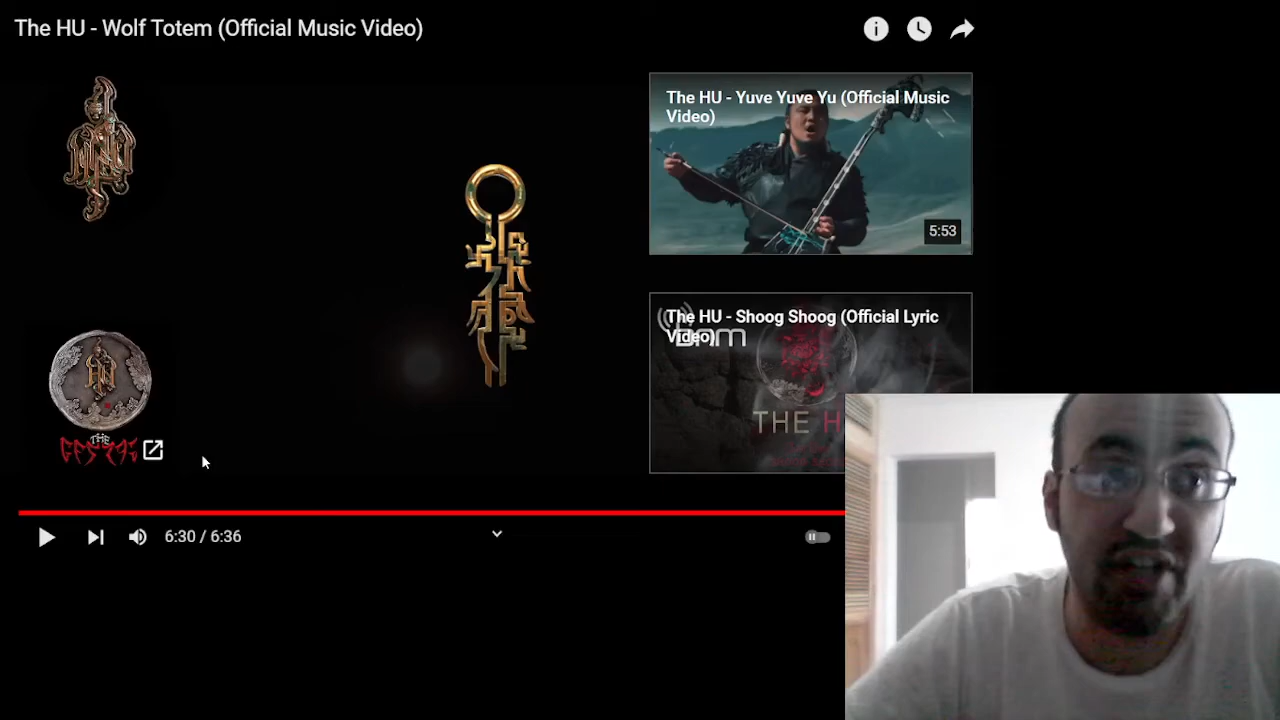 The HU - Wolf Totem (Official Music Video)
The HU - Yuve Yuve Yu (Official Music
Video)
5:53
The HU - Shoog Shoog (Official Lyric
Video)
THE H
THE
6:30 / 6:36